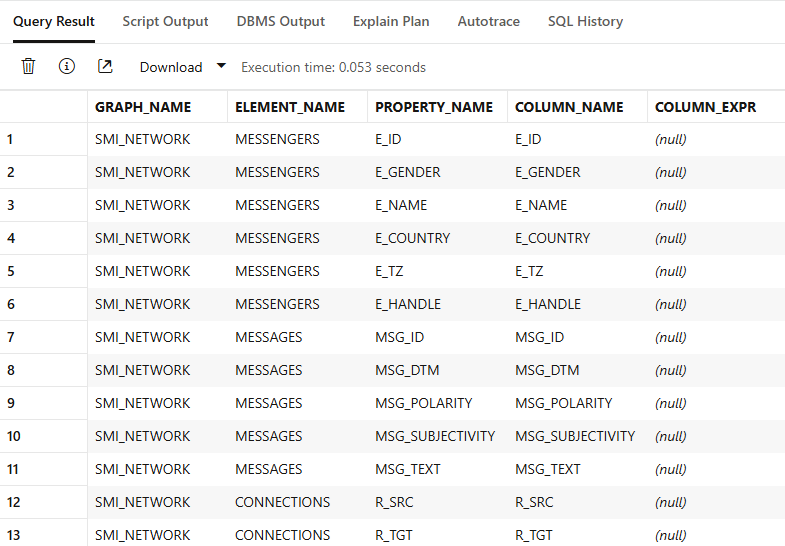 Query Result Script Output DBMS Output Explain Plan Autotrace SQL History
Download Execution time: 0.053 seconds
GRAPH_NAME ELEMENT_NAME PROPERTY_NAME COLUMN_NAME COLUMN_EXPR
1 SMI_NETWORK MESSENGERS E_ID E_ID (null)
2 SMI_NETWORK MESSENGERS E_GENDER E_GENDER (null)
3 SMI_NETWORK MESSENGERS E_NAME E_NAME (null)
4 SMI_NETWORK MESSENGERS E_COUNTRY E_COUNTRY (null)
5 SMI_NETWORK MESSENGERS E_TZ E_TZ (null)
6 SMI_NETWORK MESSENGERS E_HANDLE E_HANDLE (null)
7 SMI_NETWORK MESSAGES MSG_ID MSG_ID (null)
8 SMI_NETWORK MESSAGES MSG_DTM MSG_DTM (null)
9 SMI_NETWORK MESSAGES MSG_POLARITY MSG_POLARITY (null)
10 SMI_NETWORK MESSAGES MSG_SUBJECTIVITY MSG_SUBJECTIVITY (null)
11 SMI_NETWORK MESSAGES MSG_TEXT MSG_TEXT (null)
12 SMI_NETWORK CONNECTIONS R_SRC R_SRC (null)
13 SMI_NETWORK CONNECTIONS R_TGT R_TGT (null)